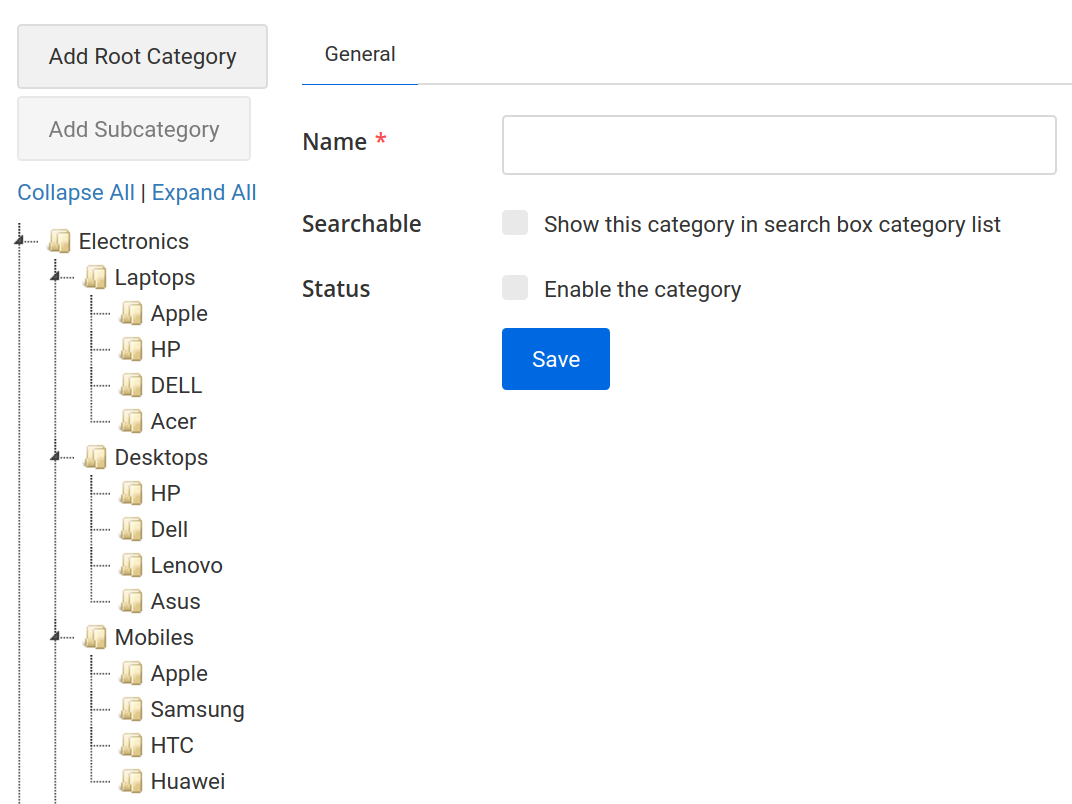 Add Root Category
Add Subcategory
Collapse All | Expand All
Electronics
Laptops
Apple
HP
DELL
Acer
Desktops
HP
Dell
Lenovo
Asus
Mobiles
Apple
Samsung
HTC
Huawei
General
Name *
Searchable
Show this category in search box category list
Status
Enable the category
Save